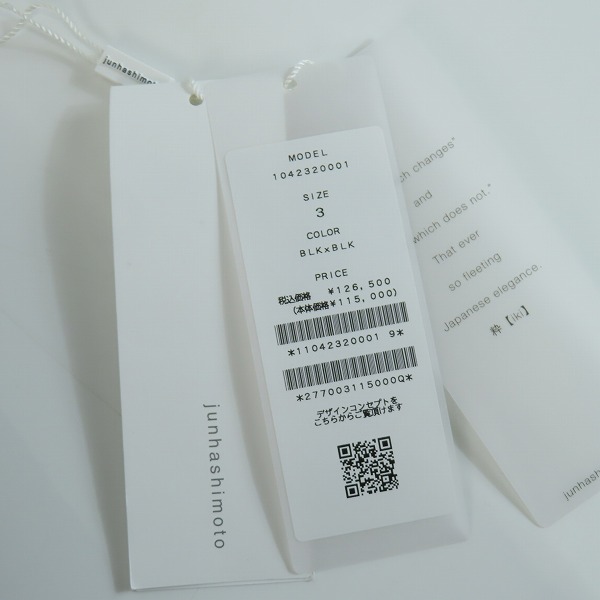 junhashimoto
junhashimoto
MODEL
1042320001
SIZE
3
COLOR
BLKxBLK
PRICE
税込価格 ¥126,500
(本体価格¥115,000)
*11042320001 9*
*277003115000Q*
デザインコンセプトを
こちらからご覧頂けます
changes"
and
which does not."
That ever
so fleeting
Japanese elegance.
粋【iki】
junhashimoto